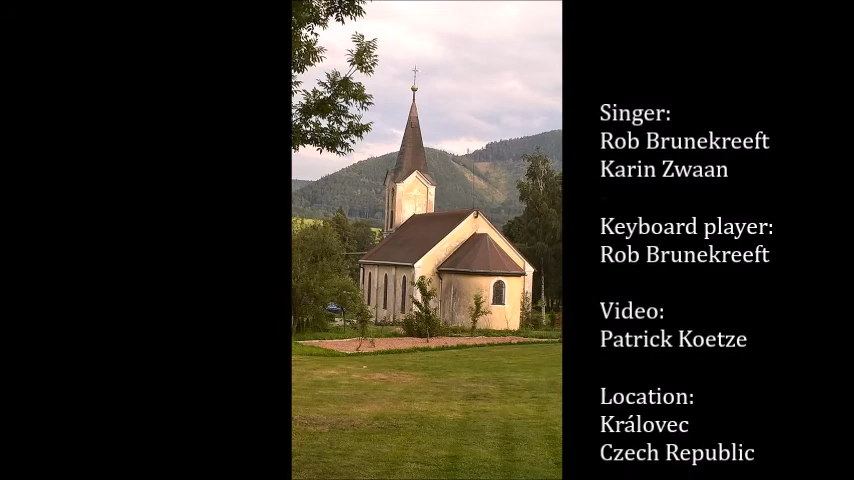 Singer:
Rob Brunekreeft
Karin Zwaan
Keyboard player:
Rob Brunekreeft
Video:
Patrick Koetze
Location:
Královec
Czech Republic